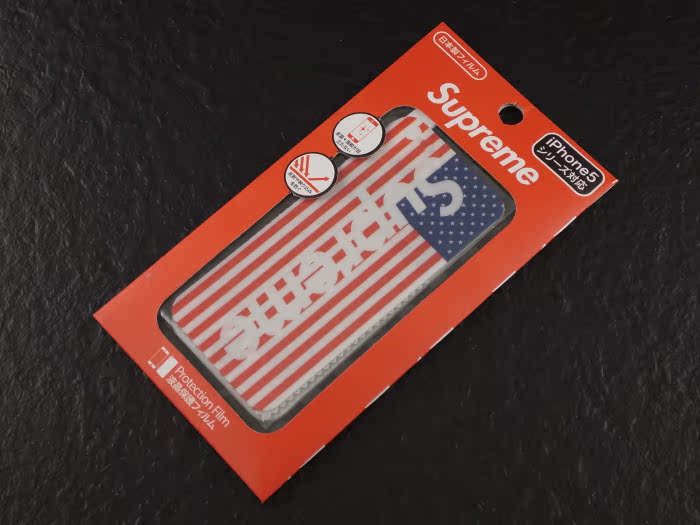 日本製フィルム
Supreme
iPhone5
シリーズ対応
Supreme
Protection Film
液晶保護フィルム